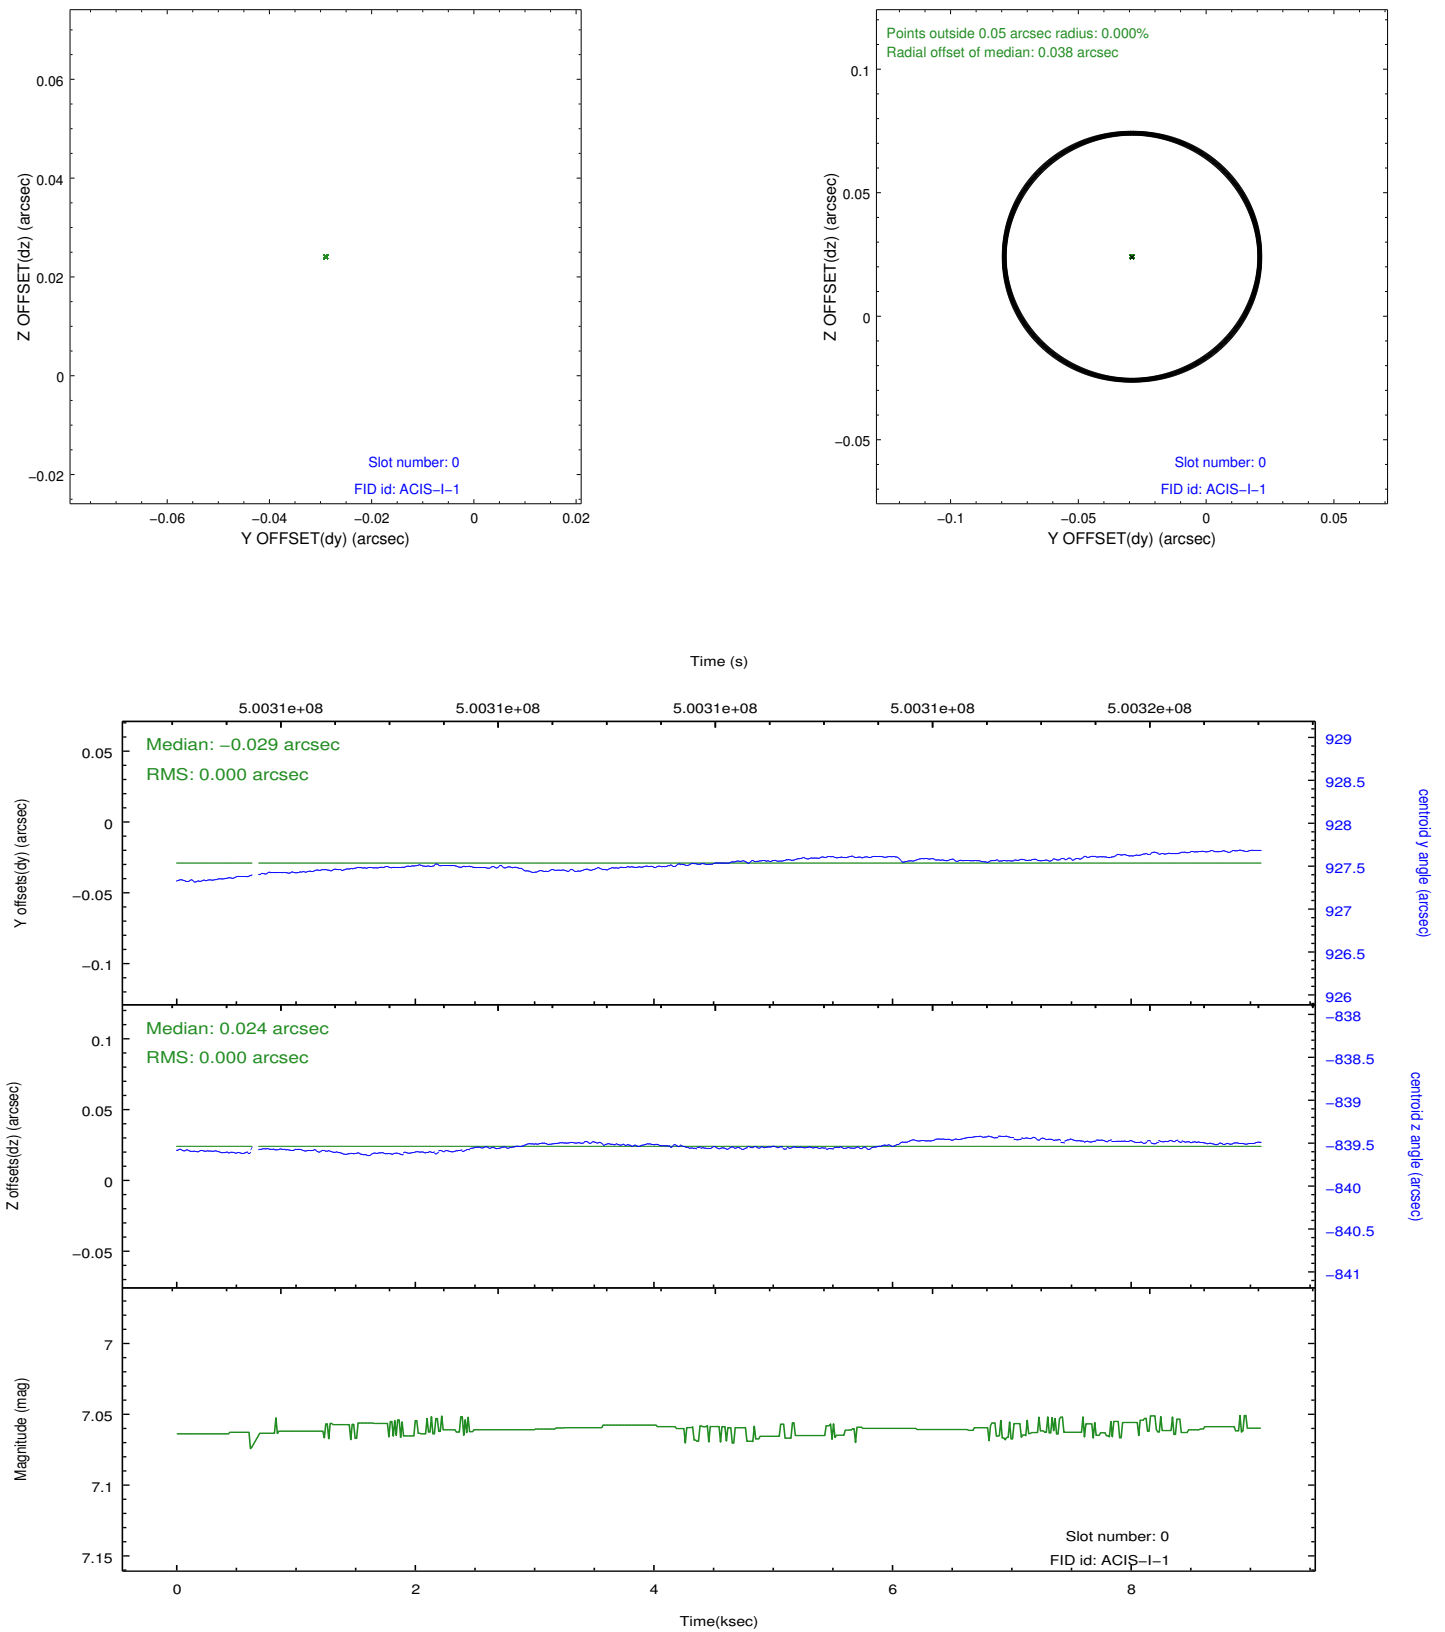 0.06
0.04
0.02
0
−0.02
Z OFFSET(dz) (arcsec)
Slot number: 0
FID id: ACIS−I−1
−0.06
−0.04
−0.02
0
0.02
Y OFFSET(dy) (arcsec)
Points outside 0.05 arcsec radius: 0.000%
Radial offset of median: 0.038 arcsec
0.1
0.05
0
−0.05
Z OFFSET(dz) (arcsec)
Slot number: 0
FID id: ACIS−I−1
−0.1
−0.05
0
0.05
Y OFFSET(dy) (arcsec)
Time (s)
5.0031e+08
5.0031e+08
5.0031e+08
5.0031e+08
5.0032e+08
Median: −0.029 arcsec
RMS: 0.000 arcsec
0.05
0
−0.05
−0.1
Y offsets(dy) (arcsec)
929
928.5
928
927.5
927
926.5
926
centroid y angle (arcsec)
Median: 0.024 arcsec
RMS: 0.000 arcsec
0.1
0.05
0
−0.05
Z offsets(dz) (arcsec)
−838
−838.5
−839
−839.5
−840
−840.5
−841
centroid z angle (arcsec)
7
7.05
7.1
7.15
Magnitude (mag)
Slot number: 0
FID id: ACIS−I−1
0
2
4
6
8
Time(ksec)